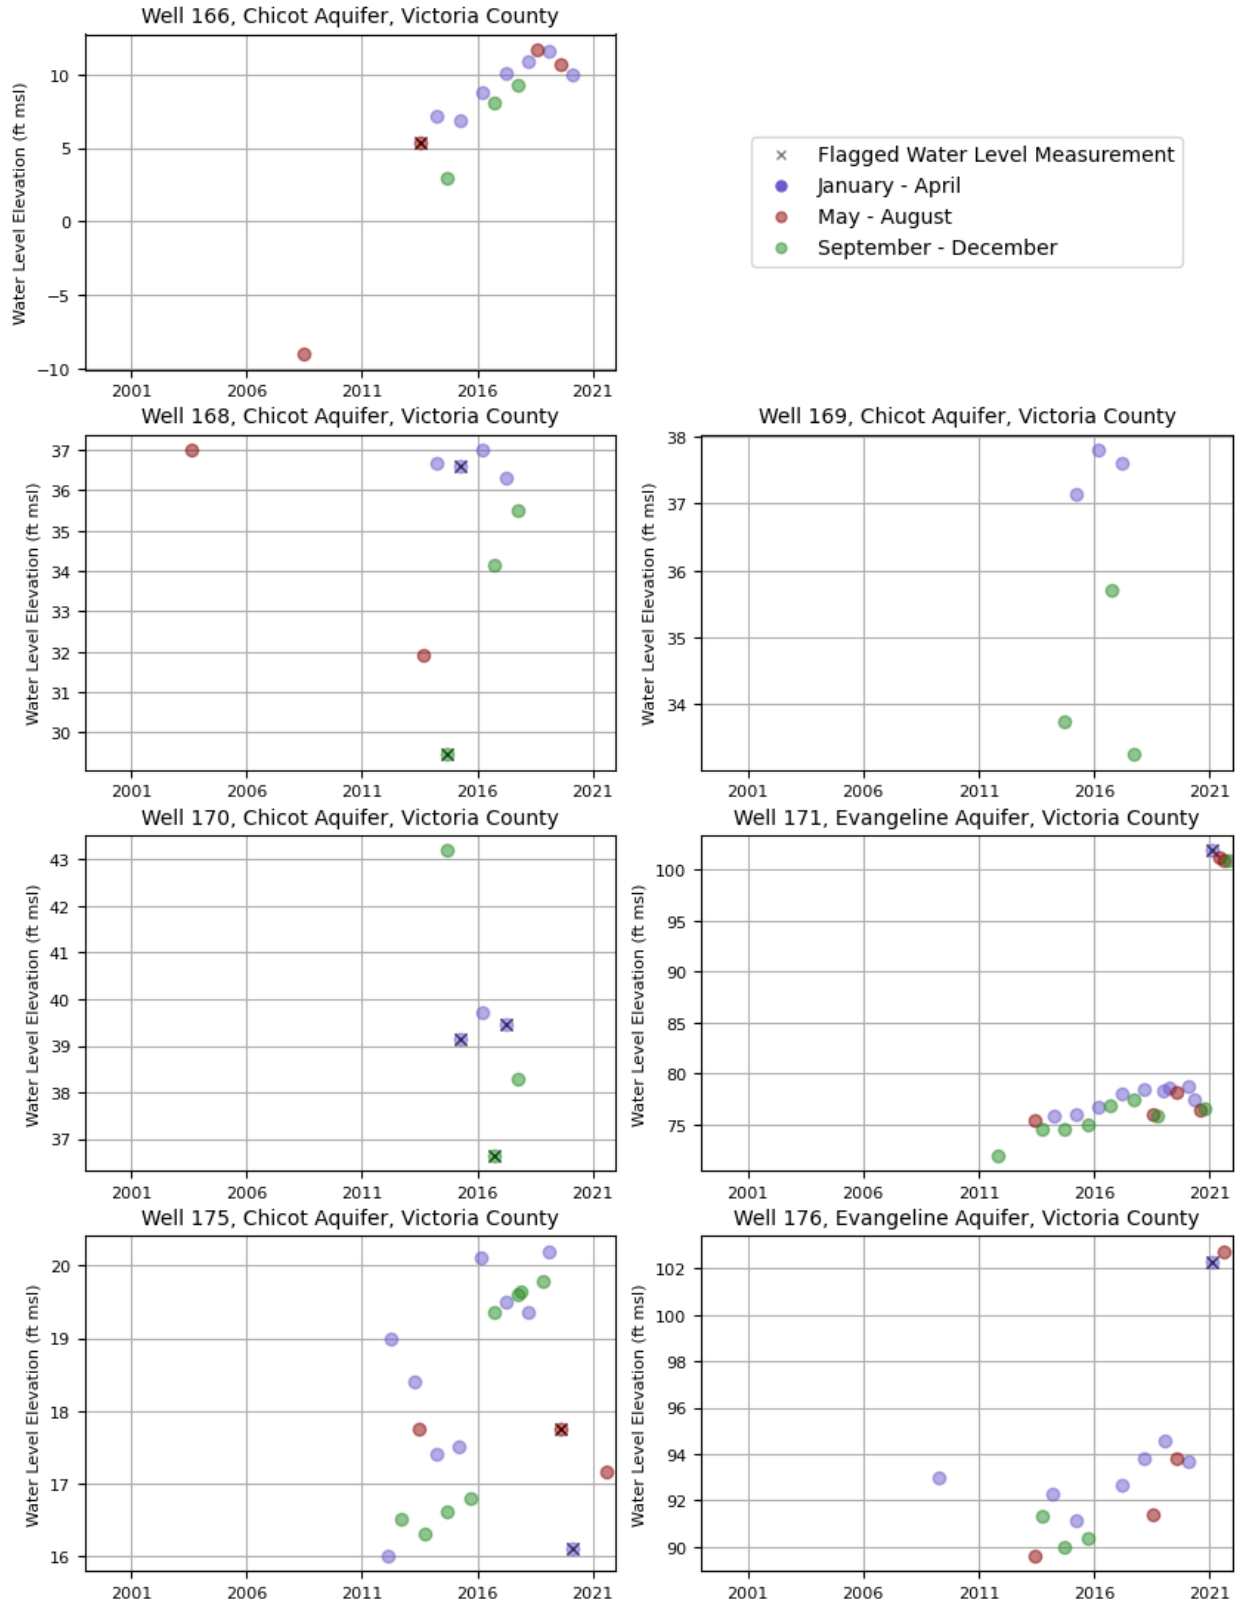 Well 166, Chicot Aquifer, Victoria County
Water Level Elevation (ft msl)
10
5
0
−5
−10
2001 2006 2011 2016 2021
Flagged Water Level Measurement
January - April
May - August
September - December
Well 168, Chicot Aquifer, Victoria County
Water Level Elevation (ft msl)
37
36
35
34
33
32
31
30
2001 2006 2011 2016 2021
Well 169, Chicot Aquifer, Victoria County
Water Level Elevation (ft msl)
38
37
36
35
34
2001 2006 2011 2016 2021
Well 170, Chicot Aquifer, Victoria County
Water Level Elevation (ft msl)
43
42
41
40
39
38
37
2001 2006 2011 2016 2021
Well 171, Evangeline Aquifer, Victoria County
Water Level Elevation (ft msl)
100
95
90
85
80
75
2001 2006 2011 2016 2021
Well 175, Chicot Aquifer, Victoria County
Water Level Elevation (ft msl)
20
19
18
17
16
2001 2006 2011 2016 2021
Well 176, Evangeline Aquifer, Victoria County
Water Level Elevation (ft msl)
102
100
98
96
94
92
90
2001 2006 2011 2016 2021